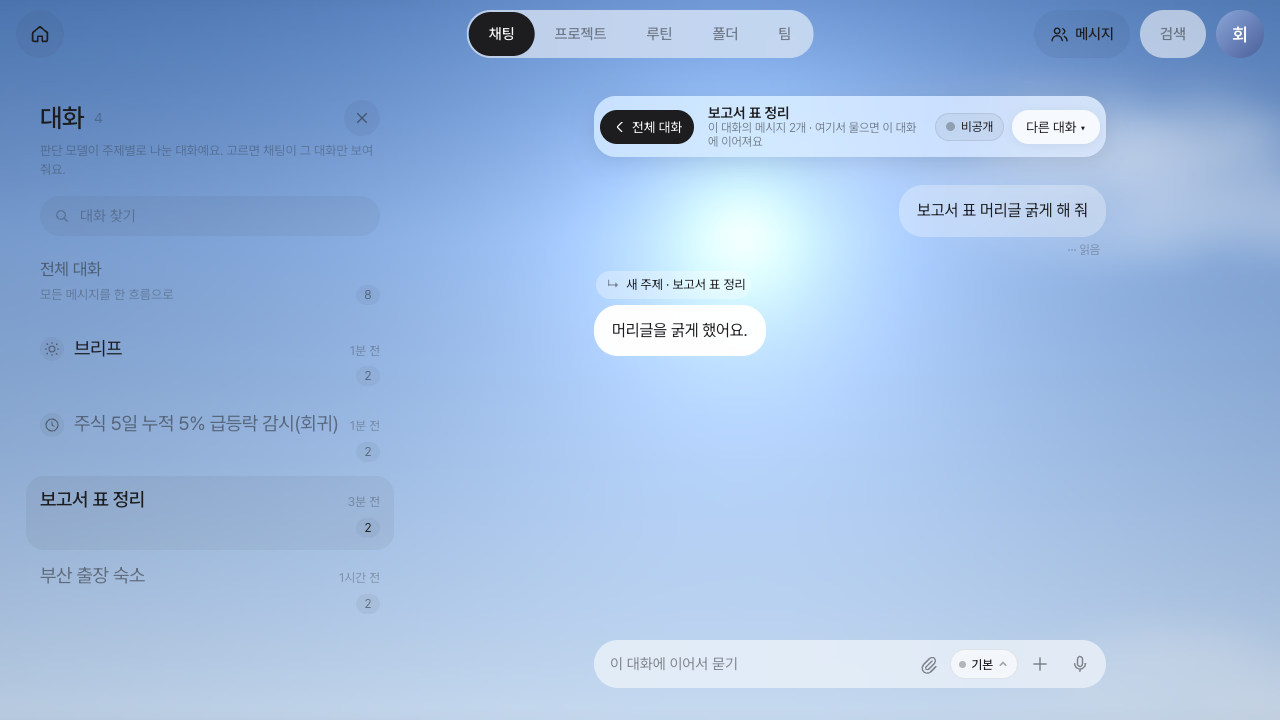 채팅
프로젝트
루틴
폴더
팀
메시지
검색
회
대화 4
판단 모델이 주제별로 나눈 대화예요. 고르면 채팅이 그 대화만 보여
줘요.
대화 찾기
전체 대화
모든 메시지를 한 흐름으로
8
브리프
1분 전
2
주식 5일 누적 5% 급등락 감시(회귀)
1분 전
2
보고서 표 정리
3분 전
2
부산 출장 숙소
1시간 전
2
전체 대화
보고서 표 정리
이 대화의 메시지 2개 · 여기서 물으면 이 대화
에 이어져요
비공개
다른 대화 ▾
보고서 표 머리글 굵게 해 줘
··· 읽음
새 주제 · 보고서 표 정리
머리글을 굵게 했어요.
이 대화에 이어서 묻기
기본